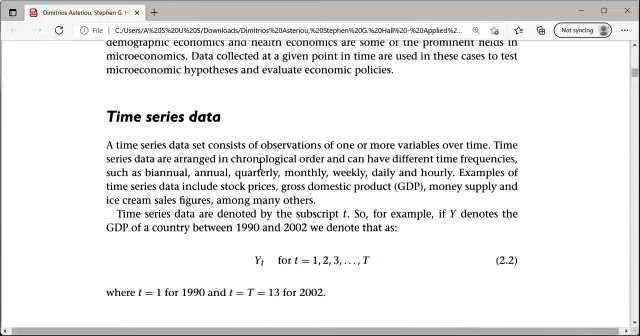 Dimitrios Asteriou, Stephen G. H
File
C:/Users/A%20S%20U%20S/Downloads/Dimitrios%20Asteriou,%20Stephen%20G.%20Hall%20-%20Applied%2...
Not syncing
demographic economics and health economics are some of the prominent fields in
microeconomics. Data collected at a given point in time are used in these cases to test
microeconomic hypotheses and evaluate economic policies.
Time series data
A time series data set consists of observations of one or more variables over time. Time
series data are arranged in chronological order and can have different time frequencies,
such as biannual, annual, quarterly, monthly, weekly, daily and hourly. Examples of
time series data include stock prices, gross domestic product (GDP), money supply and
ice cream sales figures, among many others.
Time series data are denoted by the subscript t. So, for example, if Y denotes the
GDP of a country between 1990 and 2002 we denote that as:
Yt for t = 1, 2, 3, . . . , T (2.2)
where t = 1 for 1990 and t = T = 13 for 2002.